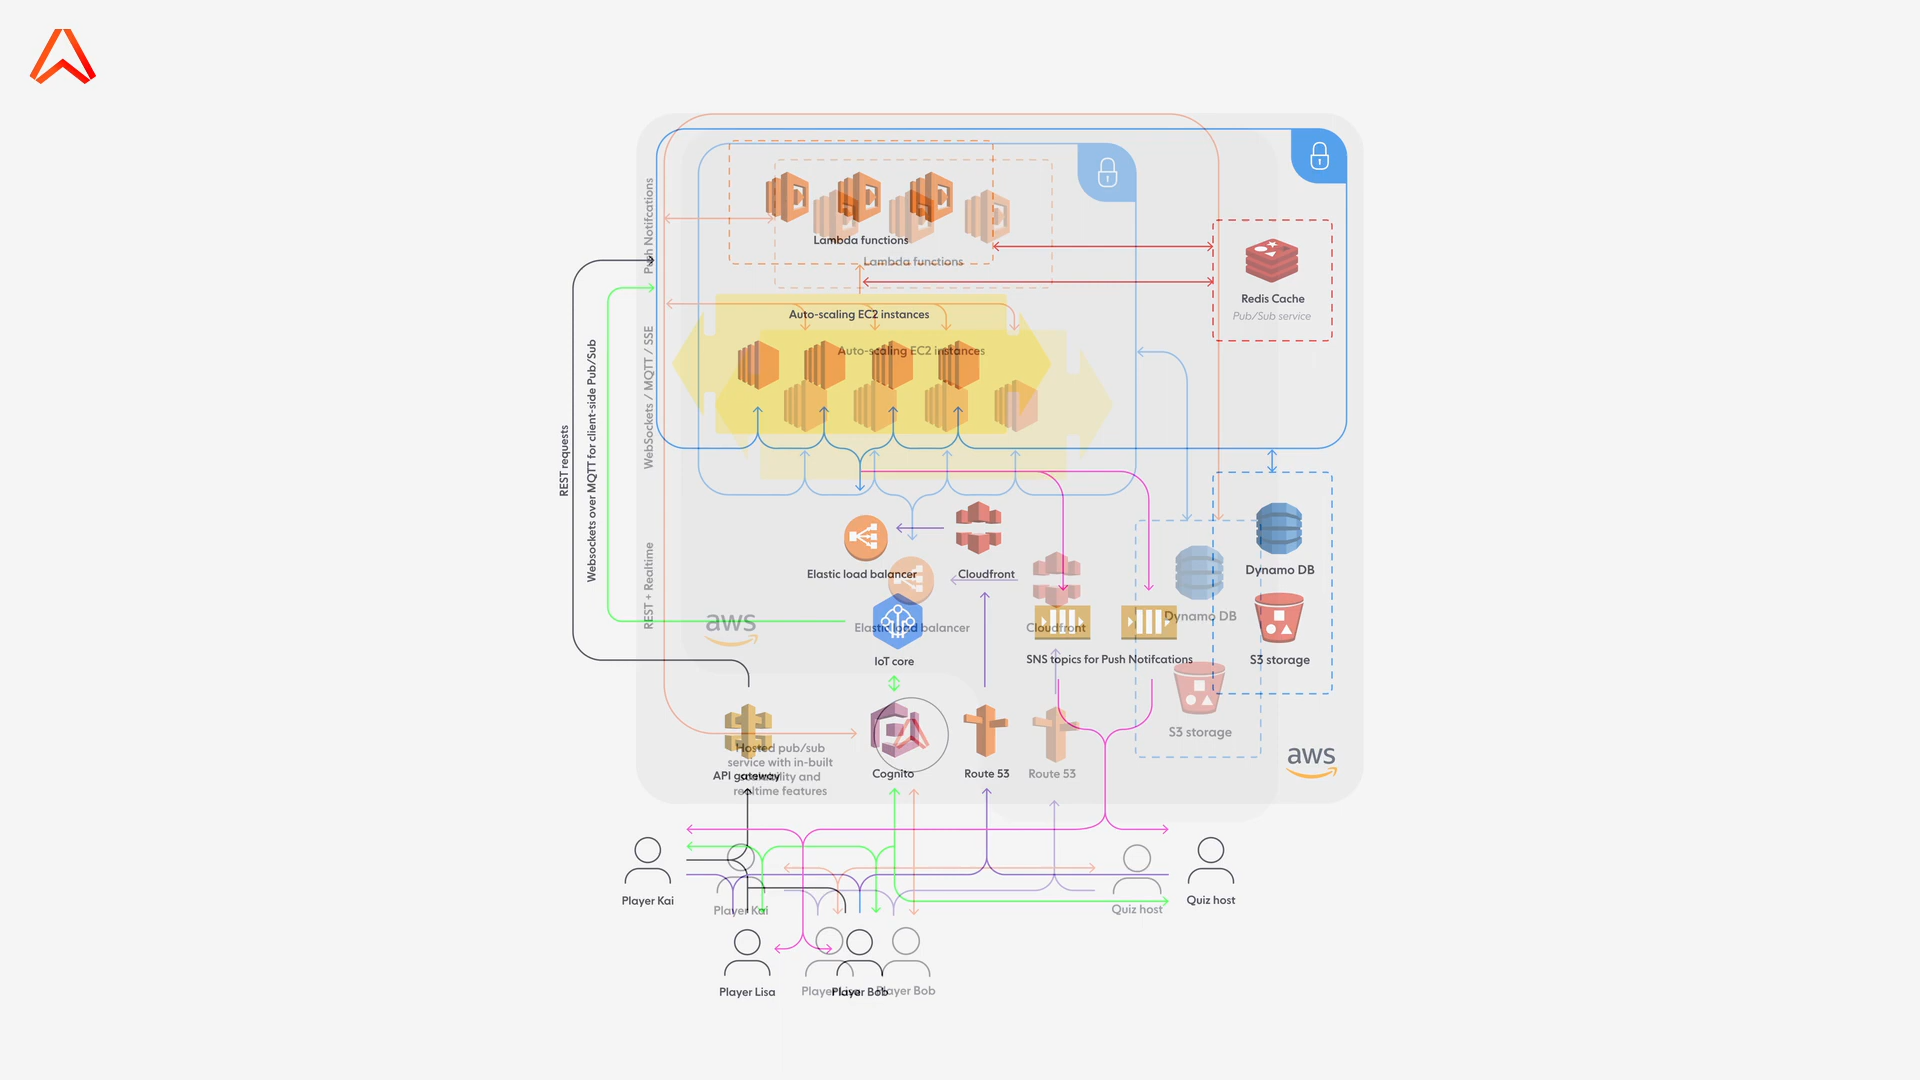 Push Notifcations
WebSockets / MQTT / SSE
REST + Realtime
REST requests
Websockets over MQTT for client-side Pub/Sub
Lambda functions
Lambda functions
Auto-scaling EC2 instances
Auto-scaling EC2 instances
Redis Cache
Pub/Sub service
Elastic load balancer
Cloudfront
Dynamo DB
Elastic load balancer
Cloudfront
Dynamo DB
aws
IoT core
SNS topics for Push Notifcations
S3 storage
S3 storage
aws
Hosted pub/sub
service with in-built
scalability and
realtime features
API gateway
Cognito
Route 53
Route 53
Player Kai
Player Kai
Quiz host
Quiz host
Player Lisa
Player Lisa
Player Bob
Player Bob